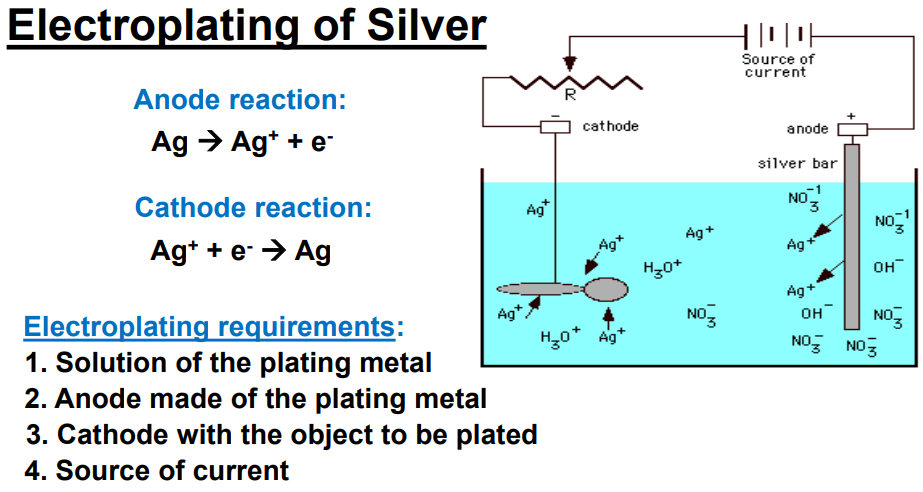 Electroplating of Silver
Anode reaction:
Ag → Ag⁺ + e⁻
Cathode reaction:
Ag⁺ + e⁻ → Ag
Electroplating requirements:
1. Solution of the plating metal
2. Anode made of the plating metal
3. Cathode with the object to be plated
4. Source of current
Source of
current
R
−
cathode
+
anode
silver bar
Ag⁺
Ag⁺
Ag⁺
H₃O⁺
Ag⁺
H₃O⁺
Ag⁺
NO₃⁻
NO₃⁻¹
NO₃⁻¹
Ag⁺
OH⁻
Ag⁺
OH⁻
NO₃⁻
NO₃⁻
NO₃⁻